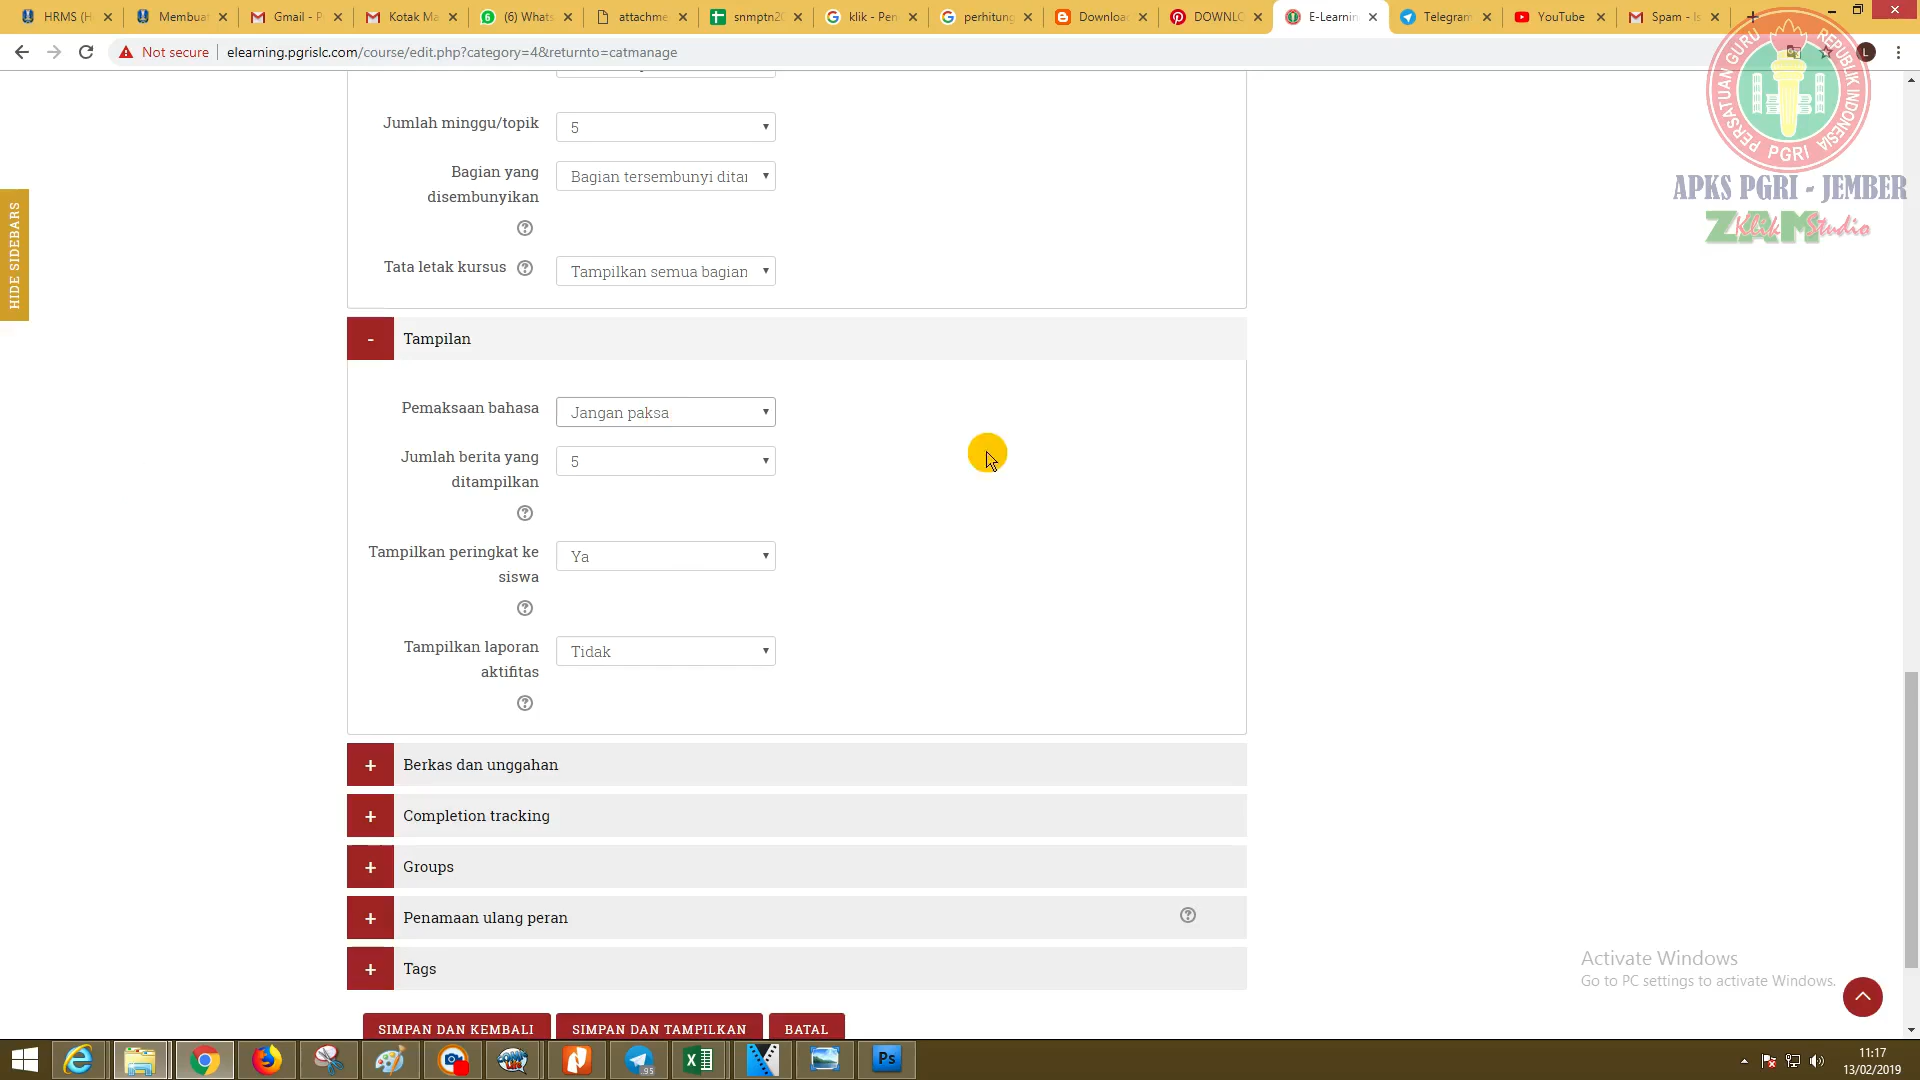 HRMS (H
Membuat
Gmail - P
Kotak Ma
(6) Whats
attachme
snmptn20
klik - Pen
perhitung
Downloa
DOWNLO
E-Learnin
Telegram
YouTube
Spam - Is
Not secure
elearning.pgrislc.com/course/edit.php?category=4&returnto=catmanage
PERSATUAN GURU REPUBLIK INDONESIA
PGRI
APKS PGRI - JEMBER
ZAM Klik Studio
HIDE SIDEBARS
Jumlah minggu/topik
5
Bagian yang
disembunyikan
Bagian tersembunyi ditar
Tata letak kursus
Tampilkan semua bagian
- Tampilan
Pemaksaan bahasa
Jangan paksa
Jumlah berita yang
ditampilkan
5
Tampilkan peringkat ke
siswa
Ya
Tampilkan laporan
aktifitas
Tidak
+ Berkas dan unggahan
+ Completion tracking
+ Groups
+ Penamaan ulang peran
+ Tags
SIMPAN DAN KEMBALI
SIMPAN DAN TAMPILKAN
BATAL
Activate Windows
Go to PC settings to activate Windows.
.95
Ps
11:17
13/02/2019